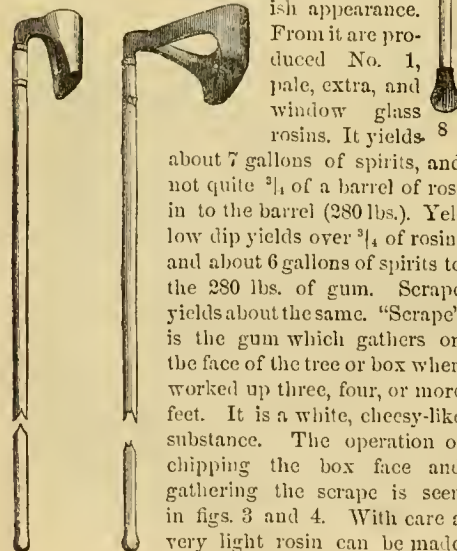 ish appearance.
From it are pro-
duced No. 1,
pale, extra, and
window glass
rosins. It yields
8
about 7 gallons of spirits, and
not quite ¾ of a barrel of ros
in to the barrel (280 lbs.). Yel
low dip yields over ¾ of rosin
and about 6 gallons of spirits to
the 280 lbs. of gum. Scrape
yields about the same. "Scrape"
is the gum which gathers on
the face of the tree or box when
worked up three, four, or more
feet. It is a white, cheesy-like
substance. The operation of
chipping the box face and
gathering the scrape is seen
in figs. 3 and 4. With care a
very light rosin can be made